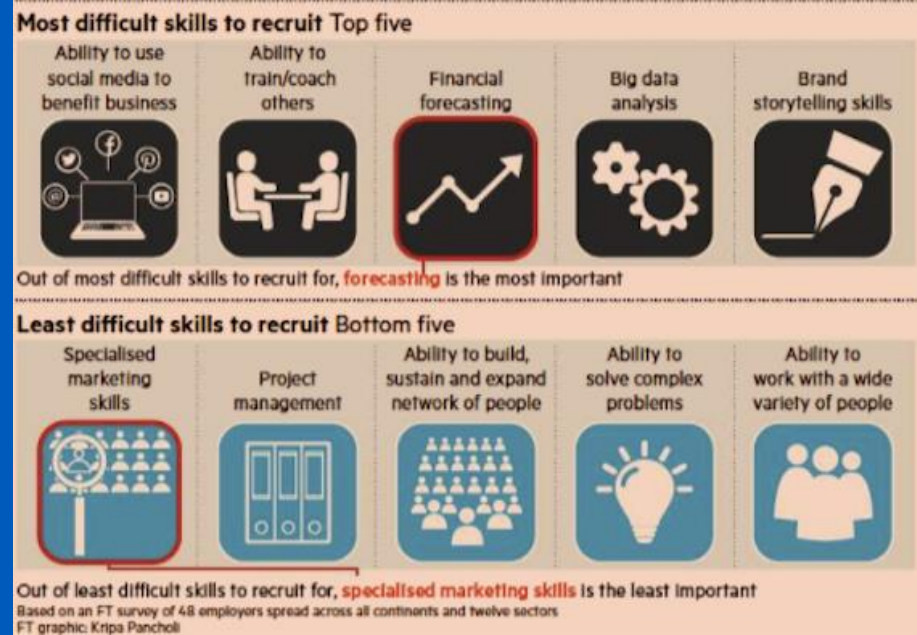 Most difficult skills to recruit Top five
Ability to use
social media to
benefit business
Ability to
train/coach
others
Financial
forecasting
Big data
analysis
Brand
storytelling skills
Out of most difficult skills to recruit for, forecasting is the most important
Least difficult skills to recruit Bottom five
Specialised
marketing
skills
Project
management
Ability to build,
sustain and expand
network of people
Ability to
solve complex
problems
Ability to
work with a wide
variety of people
Out of least difficult skills to recruit for, specialised marketing skills is the least important
Based on an FT survey of 48 employers spread across all continents and twelve sectors
FT graphic: Kripa Pancholi